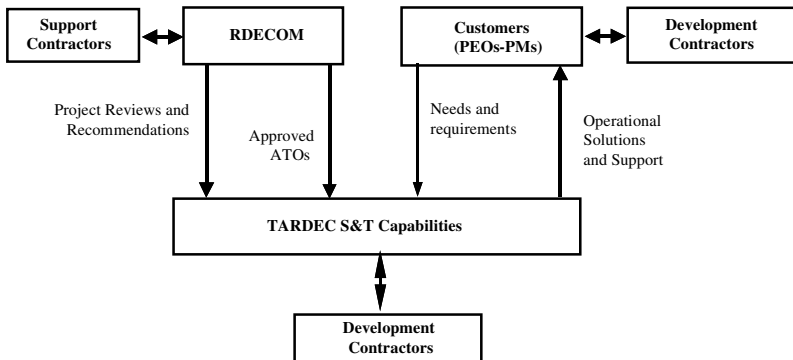 Support
Contractors
RDECOM
Customers
(PEOs-PMs)
Development
Contractors
Project Reviews and
Recommendations
Approved
ATOs
Needs and
requirements
Operational
Solutions
and Support
TARDEC S&T Capabilities
Development
Contractors